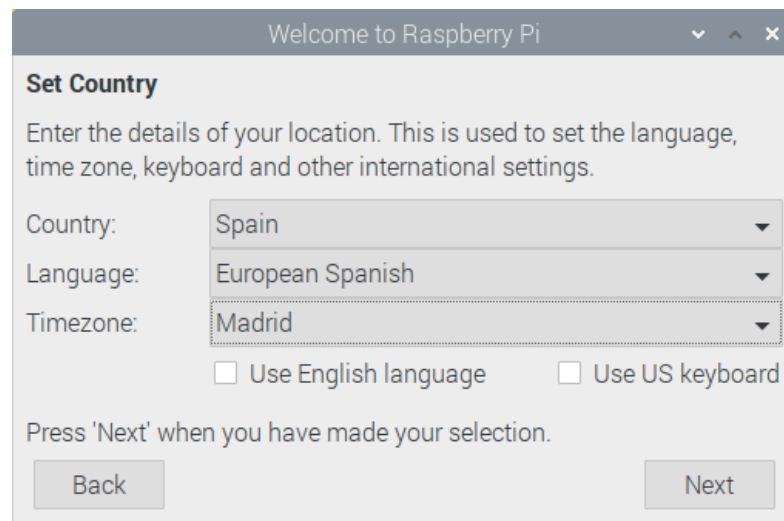 Welcome to Raspberry Pi
Set Country
Enter the details of your location. This is used to set the language,
time zone, keyboard and other international settings.
Country: Spain
Language: European Spanish
Timezone: Madrid
Use English language Use US keyboard
Press 'Next' when you have made your selection.
Back Next